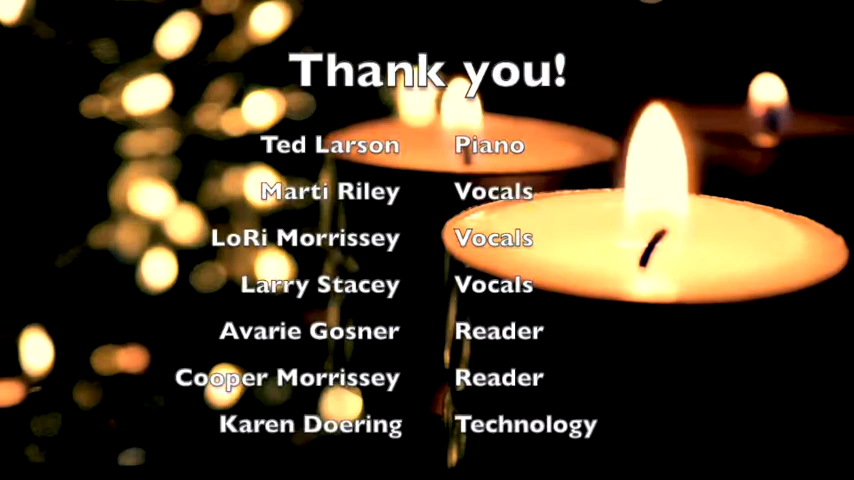 Thank you!
Ted Larson Piano
Marti Riley Vocals
LoRi Morrissey Vocals
Larry Stacey Vocals
Avarie Gosner Reader
Cooper Morrissey Reader
Karen Doering Technology